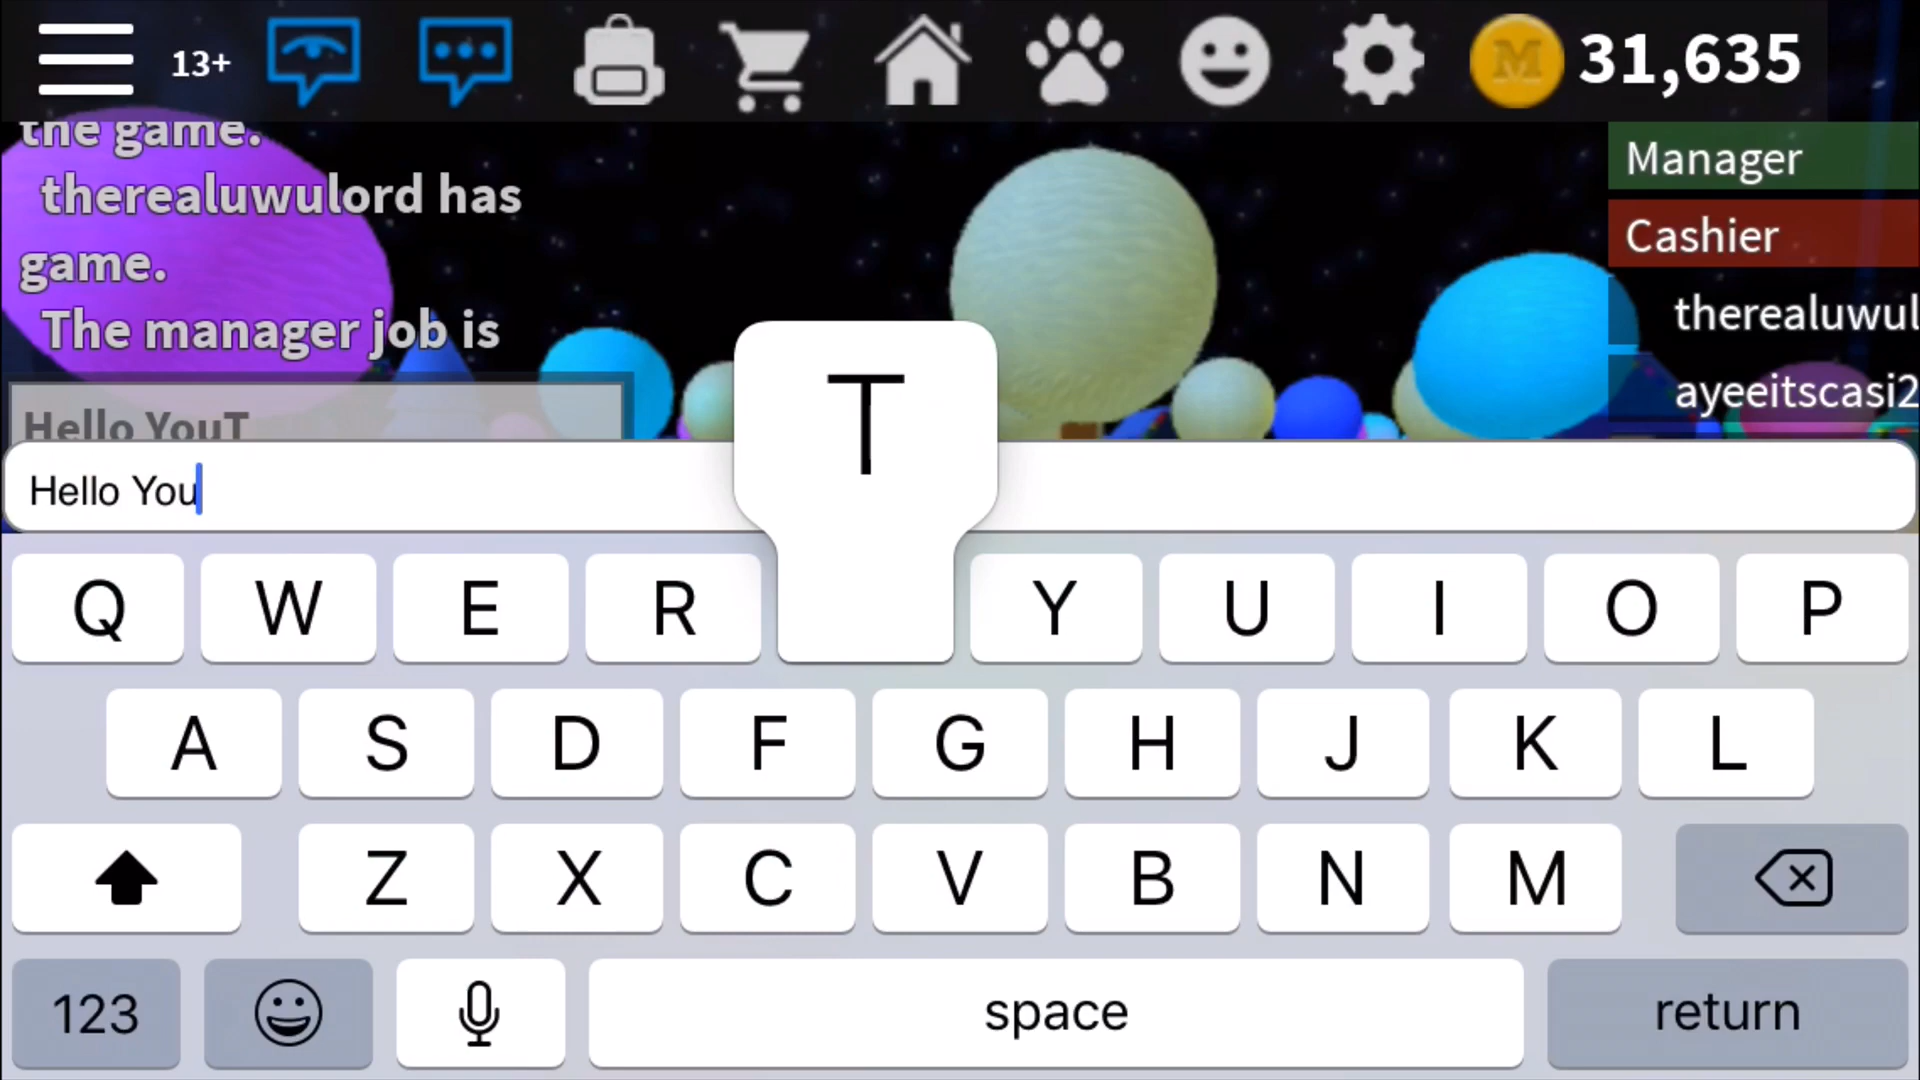 13+
31,635
the game.
therealuwulord has
game.
The manager job is
Manager
Cashier
therealuwul
ayeeitscasi2
Hello YouT
Hello You
T
Q W E R Y U I O P
A S D F G H J K L
Z X C V B N M
123 space return